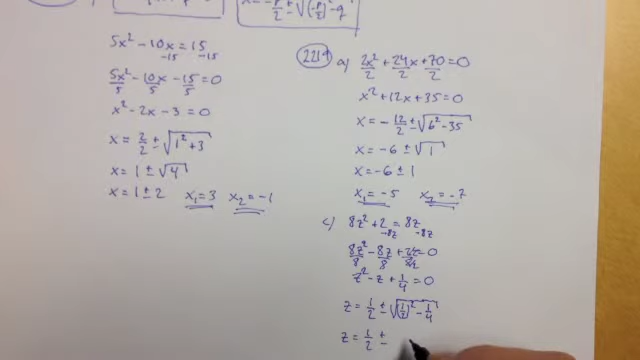 x = -p/2 ± √((-p/2)² - q)
5x² - 10x = 15
-15 -15
5x²/5 - 10x/5 - 15/5 = 0
x² - 2x - 3 = 0
x = 2/2 ± √(1² + 3)
x = 1 ± √4
x = 1 ± 2 x₁ = 3 x₂ = -1
2219 a) 2x²/2 + 24x/2 + 70/2 = 0
x² + 12x + 35 = 0
x = -12/2 ± √(6² - 35)
x = -6 ± √1
x = -6 ± 1
x₁ = -5 x₂ = -7
c) 8z² + 2 = 8z
-8z -8z
8z²/8 - 8z/8 + 2/8 = 0
z² - z + 1/4 = 0
z = 1/2 ± √((1/2)² - 1/4)
z = 1/2 ±